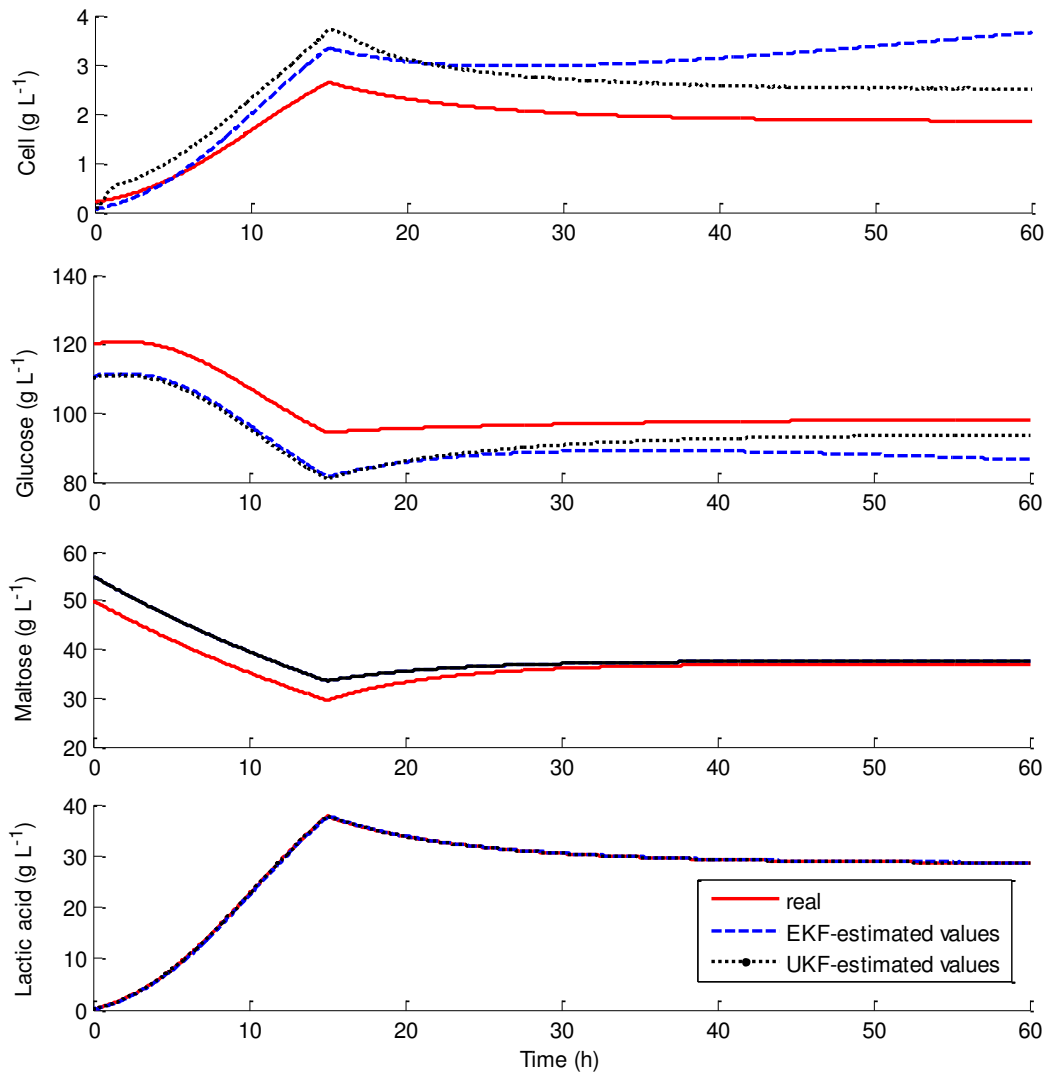 4
3
2
1
0
Cell (g L⁻¹)
0 10 20 30 40 50 60
140
120
100
80
Glucose (g L⁻¹)
0 10 20 30 40 50 60
60
50
40
30
20
Maltose (g L⁻¹)
0 10 20 30 40 50 60
40
30
20
10
0
Lactic acid (g L⁻¹)
real
EKF-estimated values
UKF-estimated values
0 10 20 30 40 50 60
Time (h)